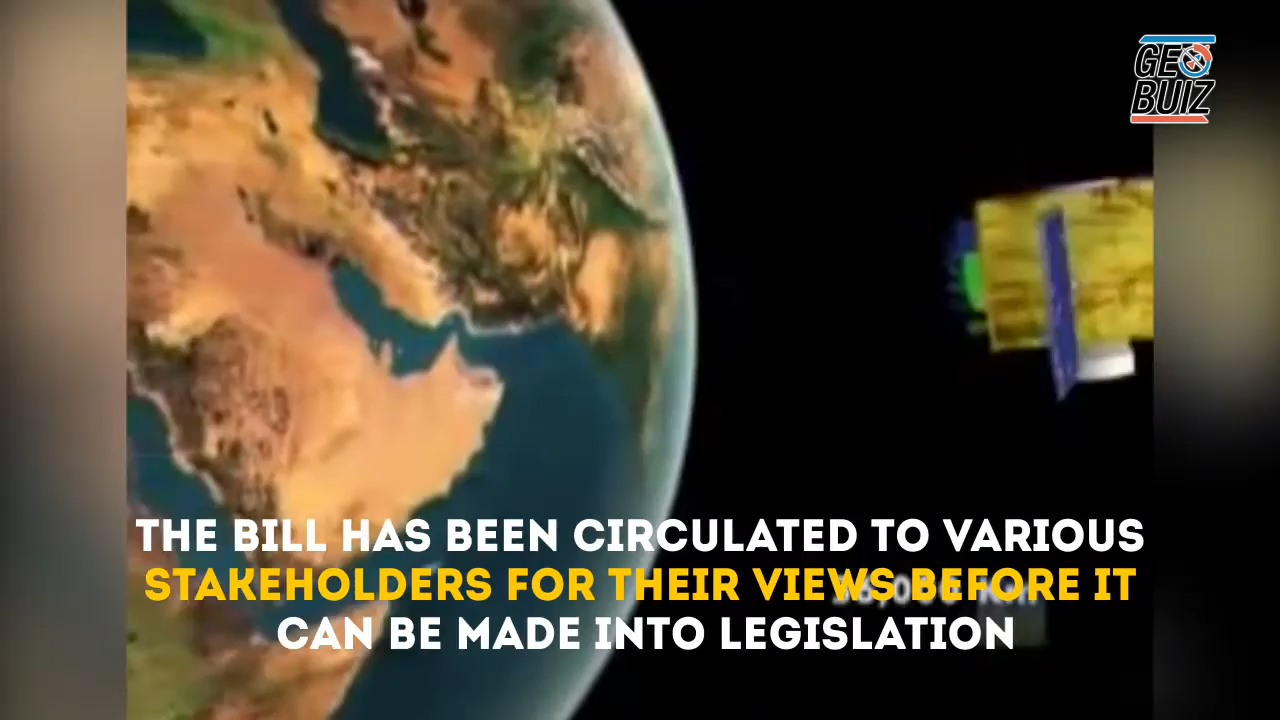 GEO
BUIZ
THE BILL HAS BEEN CIRCULATED TO VARIOUS
STAKEHOLDERS FOR THEIR VIEWS BEFORE IT
CAN BE MADE INTO LEGISLATION